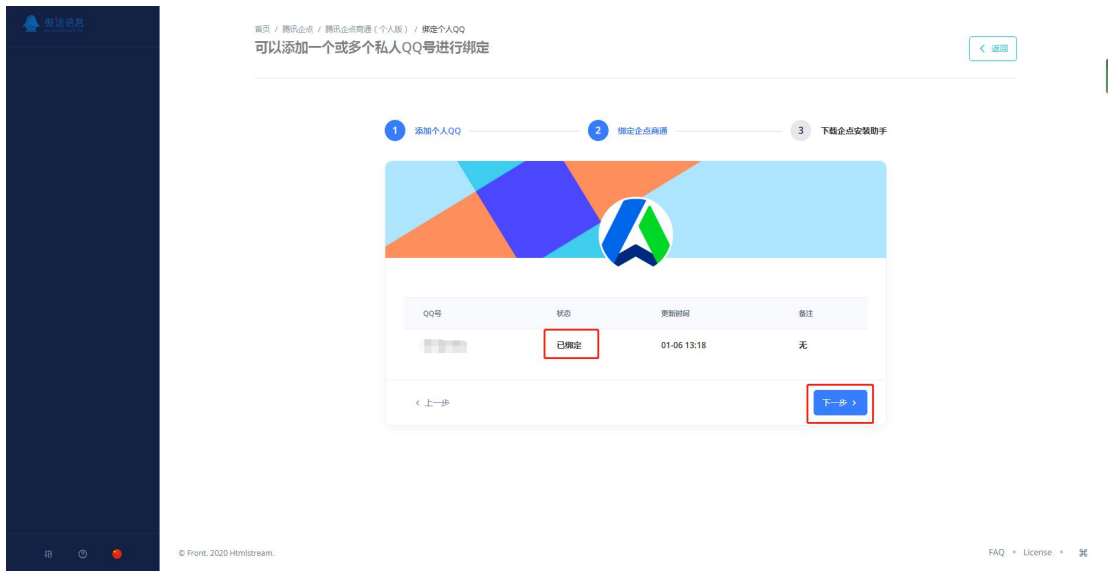 首页 / 腾讯企点 / 腾讯企点商通(个人版) / 绑定个人QQ
可以添加一个或多个私人QQ号进行绑定
返回
1 添加个人QQ 2 绑定企点商通 3 下载企点安装助手
QQ号 状态 更新时间 备注
已绑定 01-06 13:18 无
上一步 下一步
© Front. 2020 Htmlstream. FAQ License